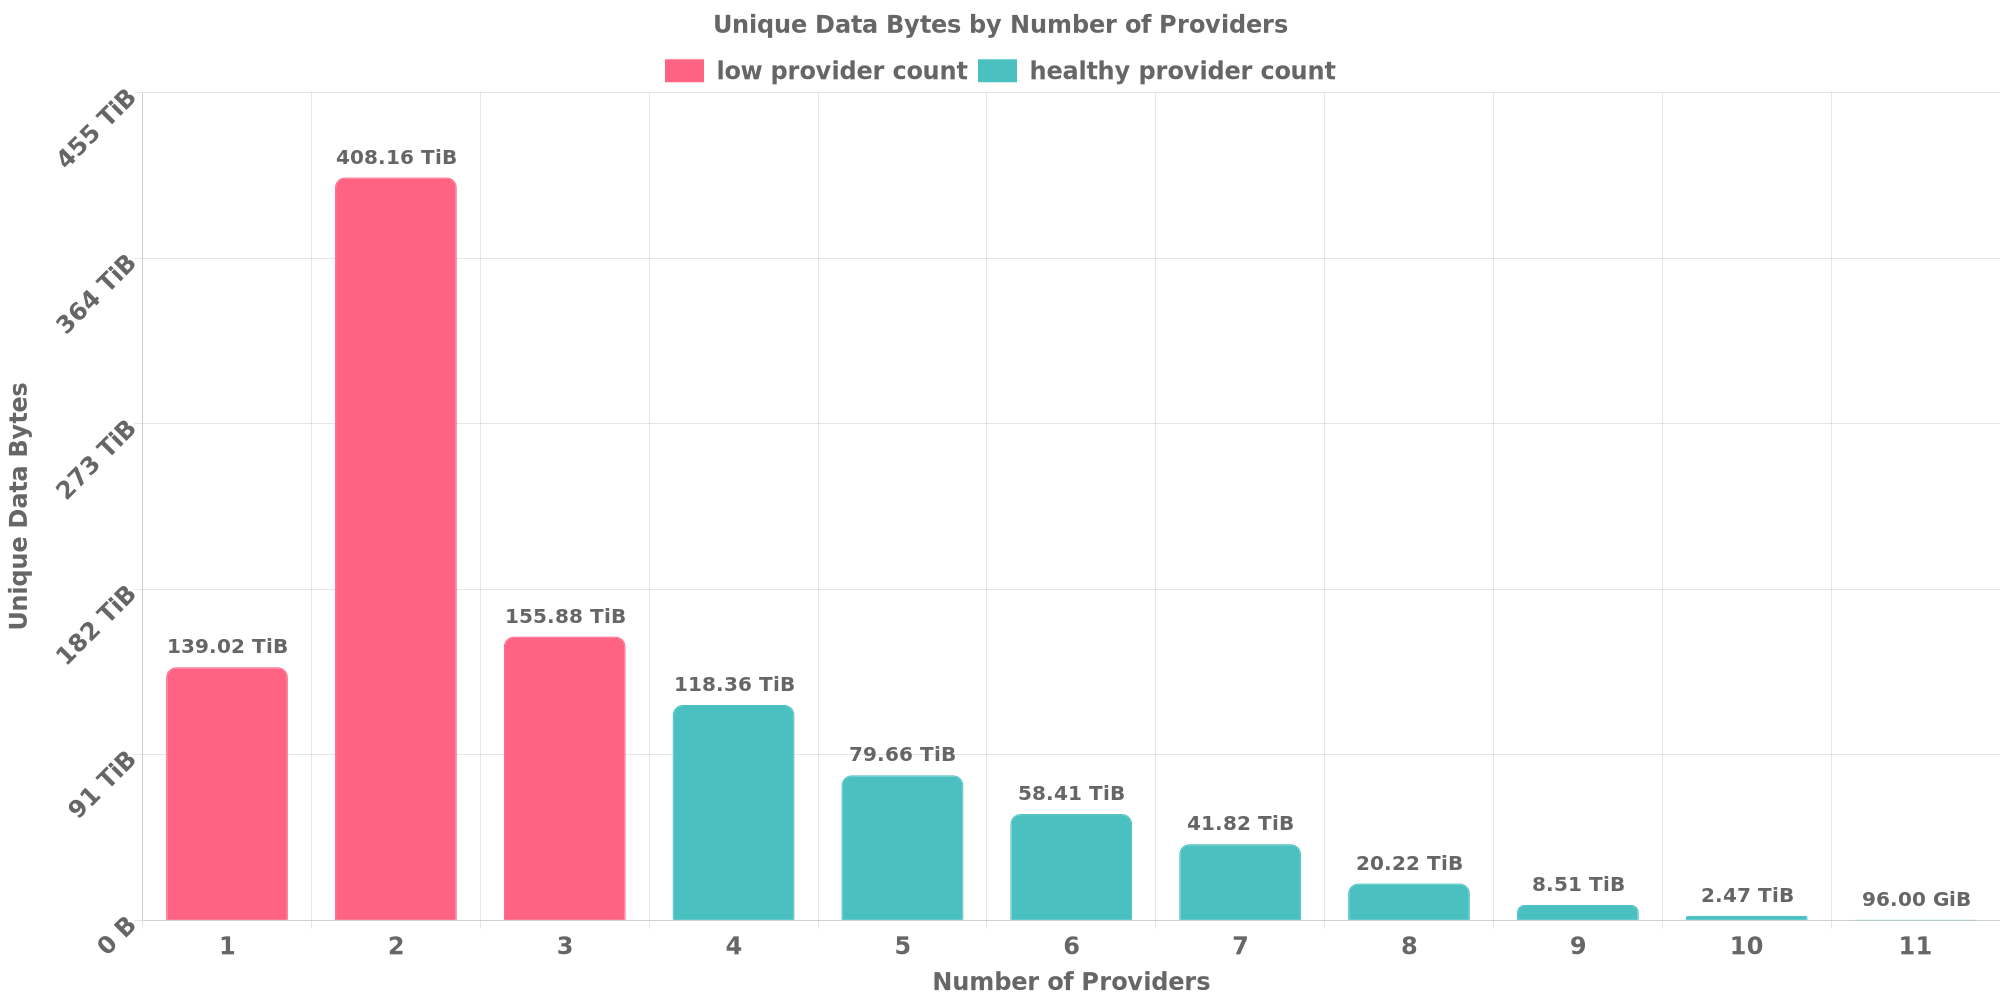 Unique Data Bytes by Number of Providers
low provider count healthy provider count
455 TiB
364 TiB
273 TiB
182 TiB
91 TiB
0 B
Unique Data Bytes
139.02 TiB
408.16 TiB
155.88 TiB
118.36 TiB
79.66 TiB
58.41 TiB
41.82 TiB
20.22 TiB
8.51 TiB
2.47 TiB
96.00 GiB
1 2 3 4 5 6 7 8 9 10 11
Number of Providers